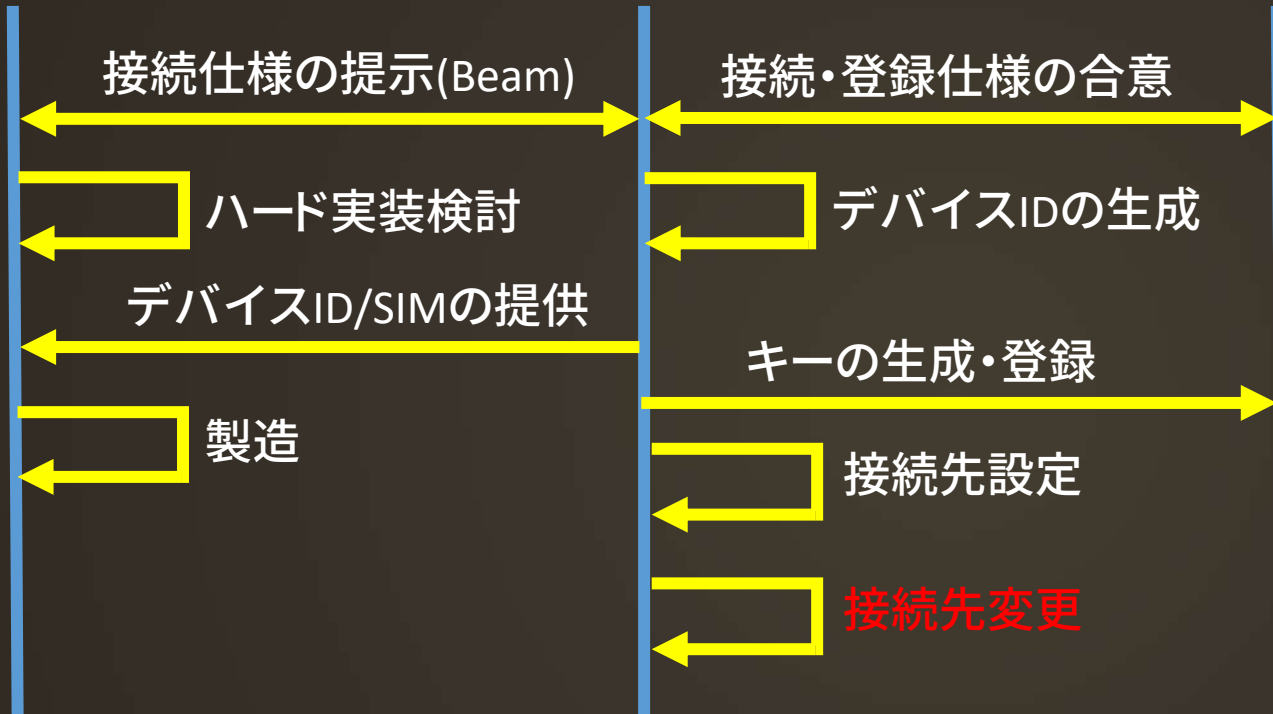 接続仕様の提示(Beam)
接続・登録仕様の合意
ハード実装検討
デバイスIDの生成
デバイスID/SIMの提供
キーの生成・登録
製造
接続先設定
接続先変更